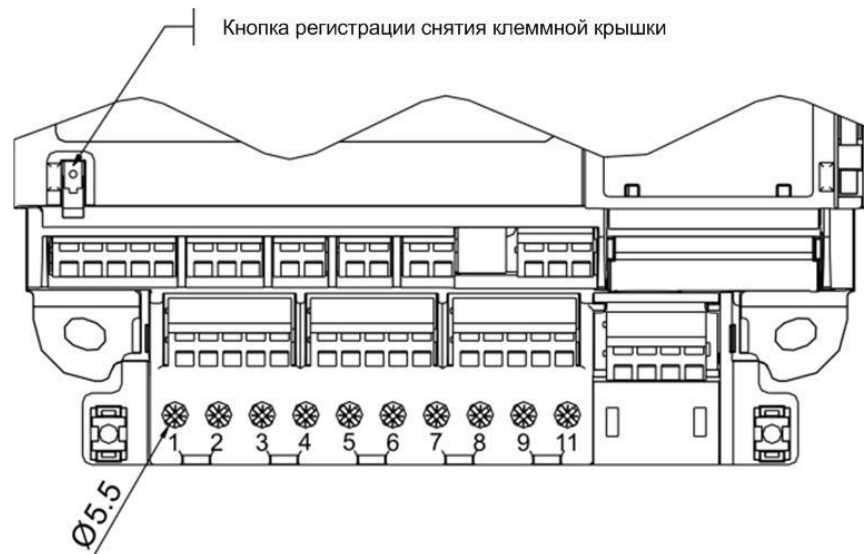 Кнопка регистрации снятия клеммной крышки
1 2 3 4 5 6 7 8 9 11
Ø5.5